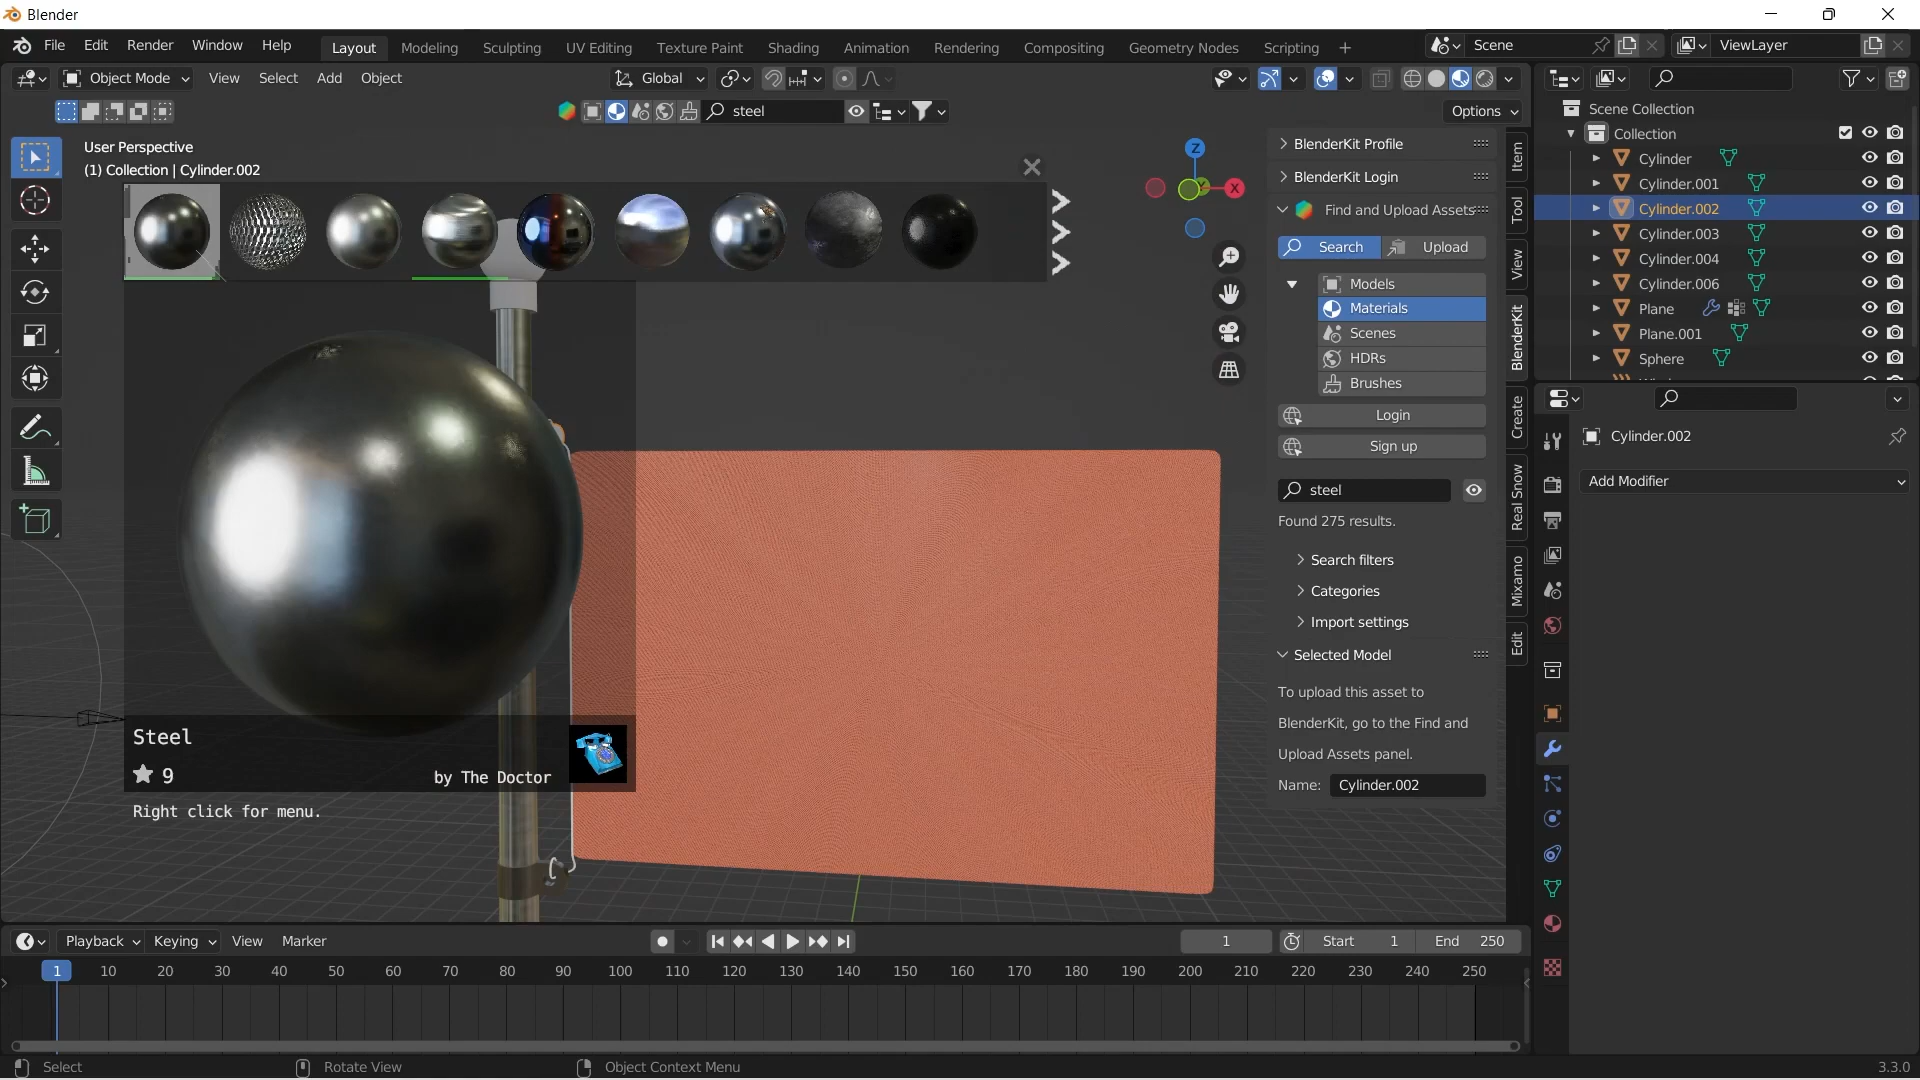 Blender
File Edit Render Window Help Layout Modeling Sculpting UV Editing Texture Paint Shading Animation Rendering Compositing Geometry Nodes Scripting Scene ViewLayer
Object Mode View Select Add Object Global
steel Options
User Perspective
(1) Collection | Cylinder.002
Z
X
Steel
9 by The Doctor
Right click for menu.
BlenderKit Profile
BlenderKit Login
Find and Upload Assets
Search Upload
Models
Materials
Scenes
HDRs
Brushes
Login
Sign up
steel
Found 275 results.
Search filters
Categories
Import settings
Selected Model
To upload this asset to
BlenderKit, go to the Find and
Upload Assets panel.
Name: Cylinder.002
Item
Tool
View
BlenderKit
Create
Real Snow
Mixamo
Edit
Scene Collection
Collection
Cylinder
Cylinder.001
Cylinder.002
Cylinder.003
Cylinder.004
Cylinder.006
Plane
Plane.001
Sphere
Cylinder.002
Add Modifier
Playback Keying View Marker 1 Start 1 End 250
1 10 20 30 40 50 60 70 80 90 100 110 120 130 140 150 160 170 180 190 200 210 220 230 240 250
Select Rotate View Object Context Menu 3.3.0